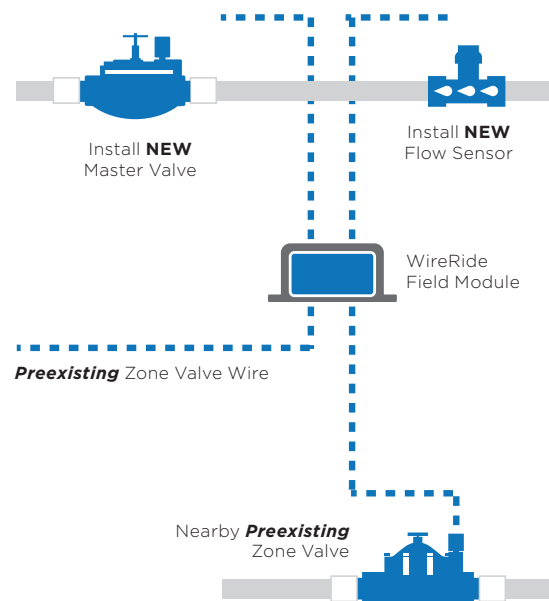 Install NEW
Master Valve
Install NEW
Flow Sensor
WireRide
Field Module
Preexisting Zone Valve Wire
Nearby Preexisting
Zone Valve